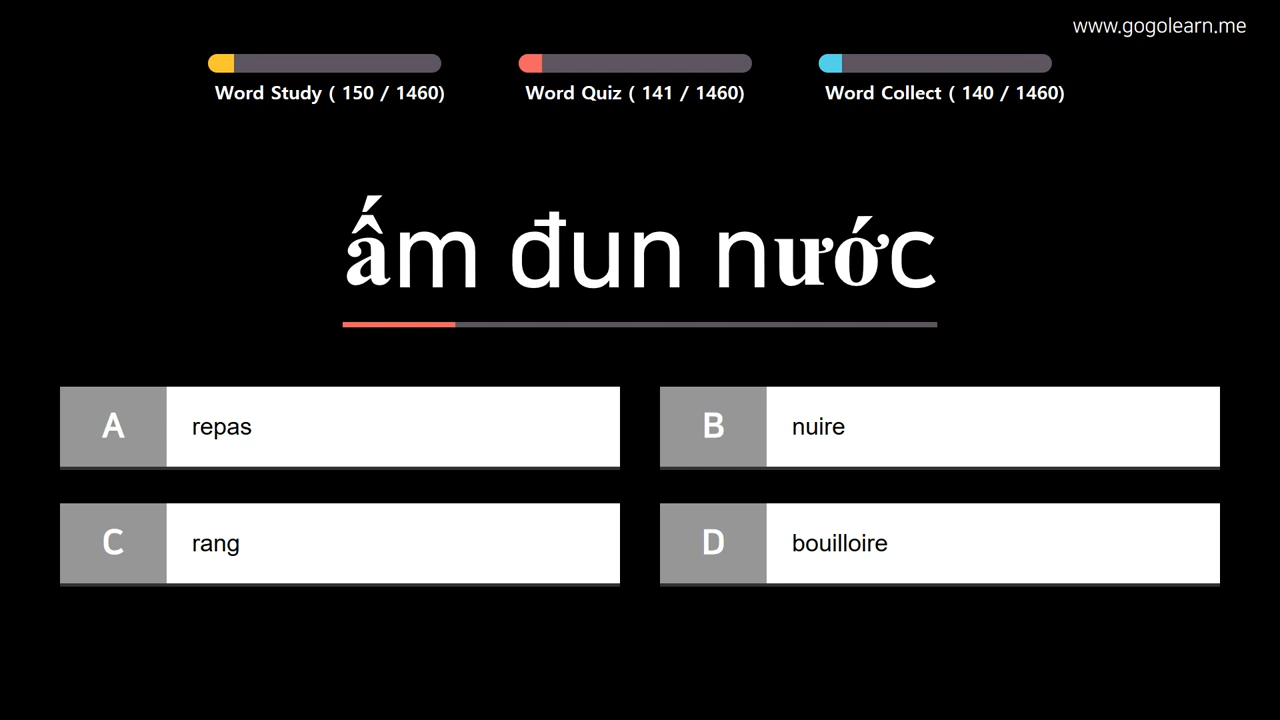 www.gogolearn.me
Word Study ( 150 / 1460)
Word Quiz ( 141 / 1460)
Word Collect ( 140 / 1460)
ấm đun nước
A repas
B nuire
C rang
D bouilloire